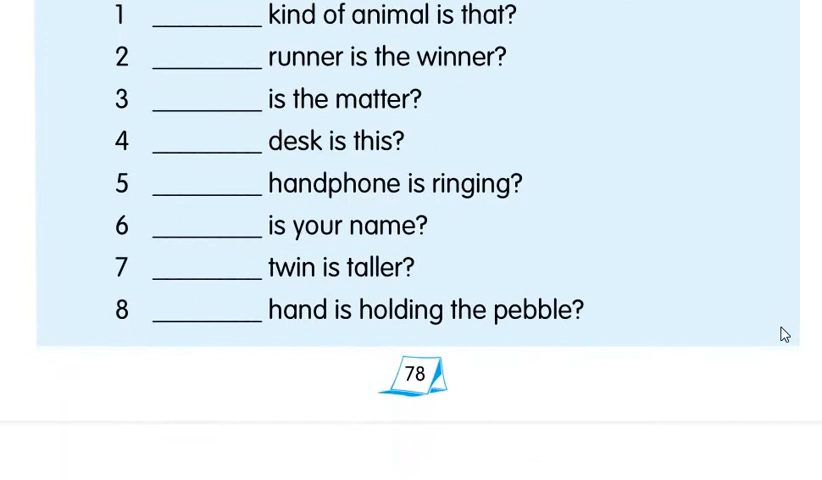 1 ________ kind of animal is that?
2 ________ runner is the winner?
3 ________ is the matter?
4 ________ desk is this?
5 ________ handphone is ringing?
6 ________ is your name?
7 ________ twin is taller?
8 ________ hand is holding the pebble?
78